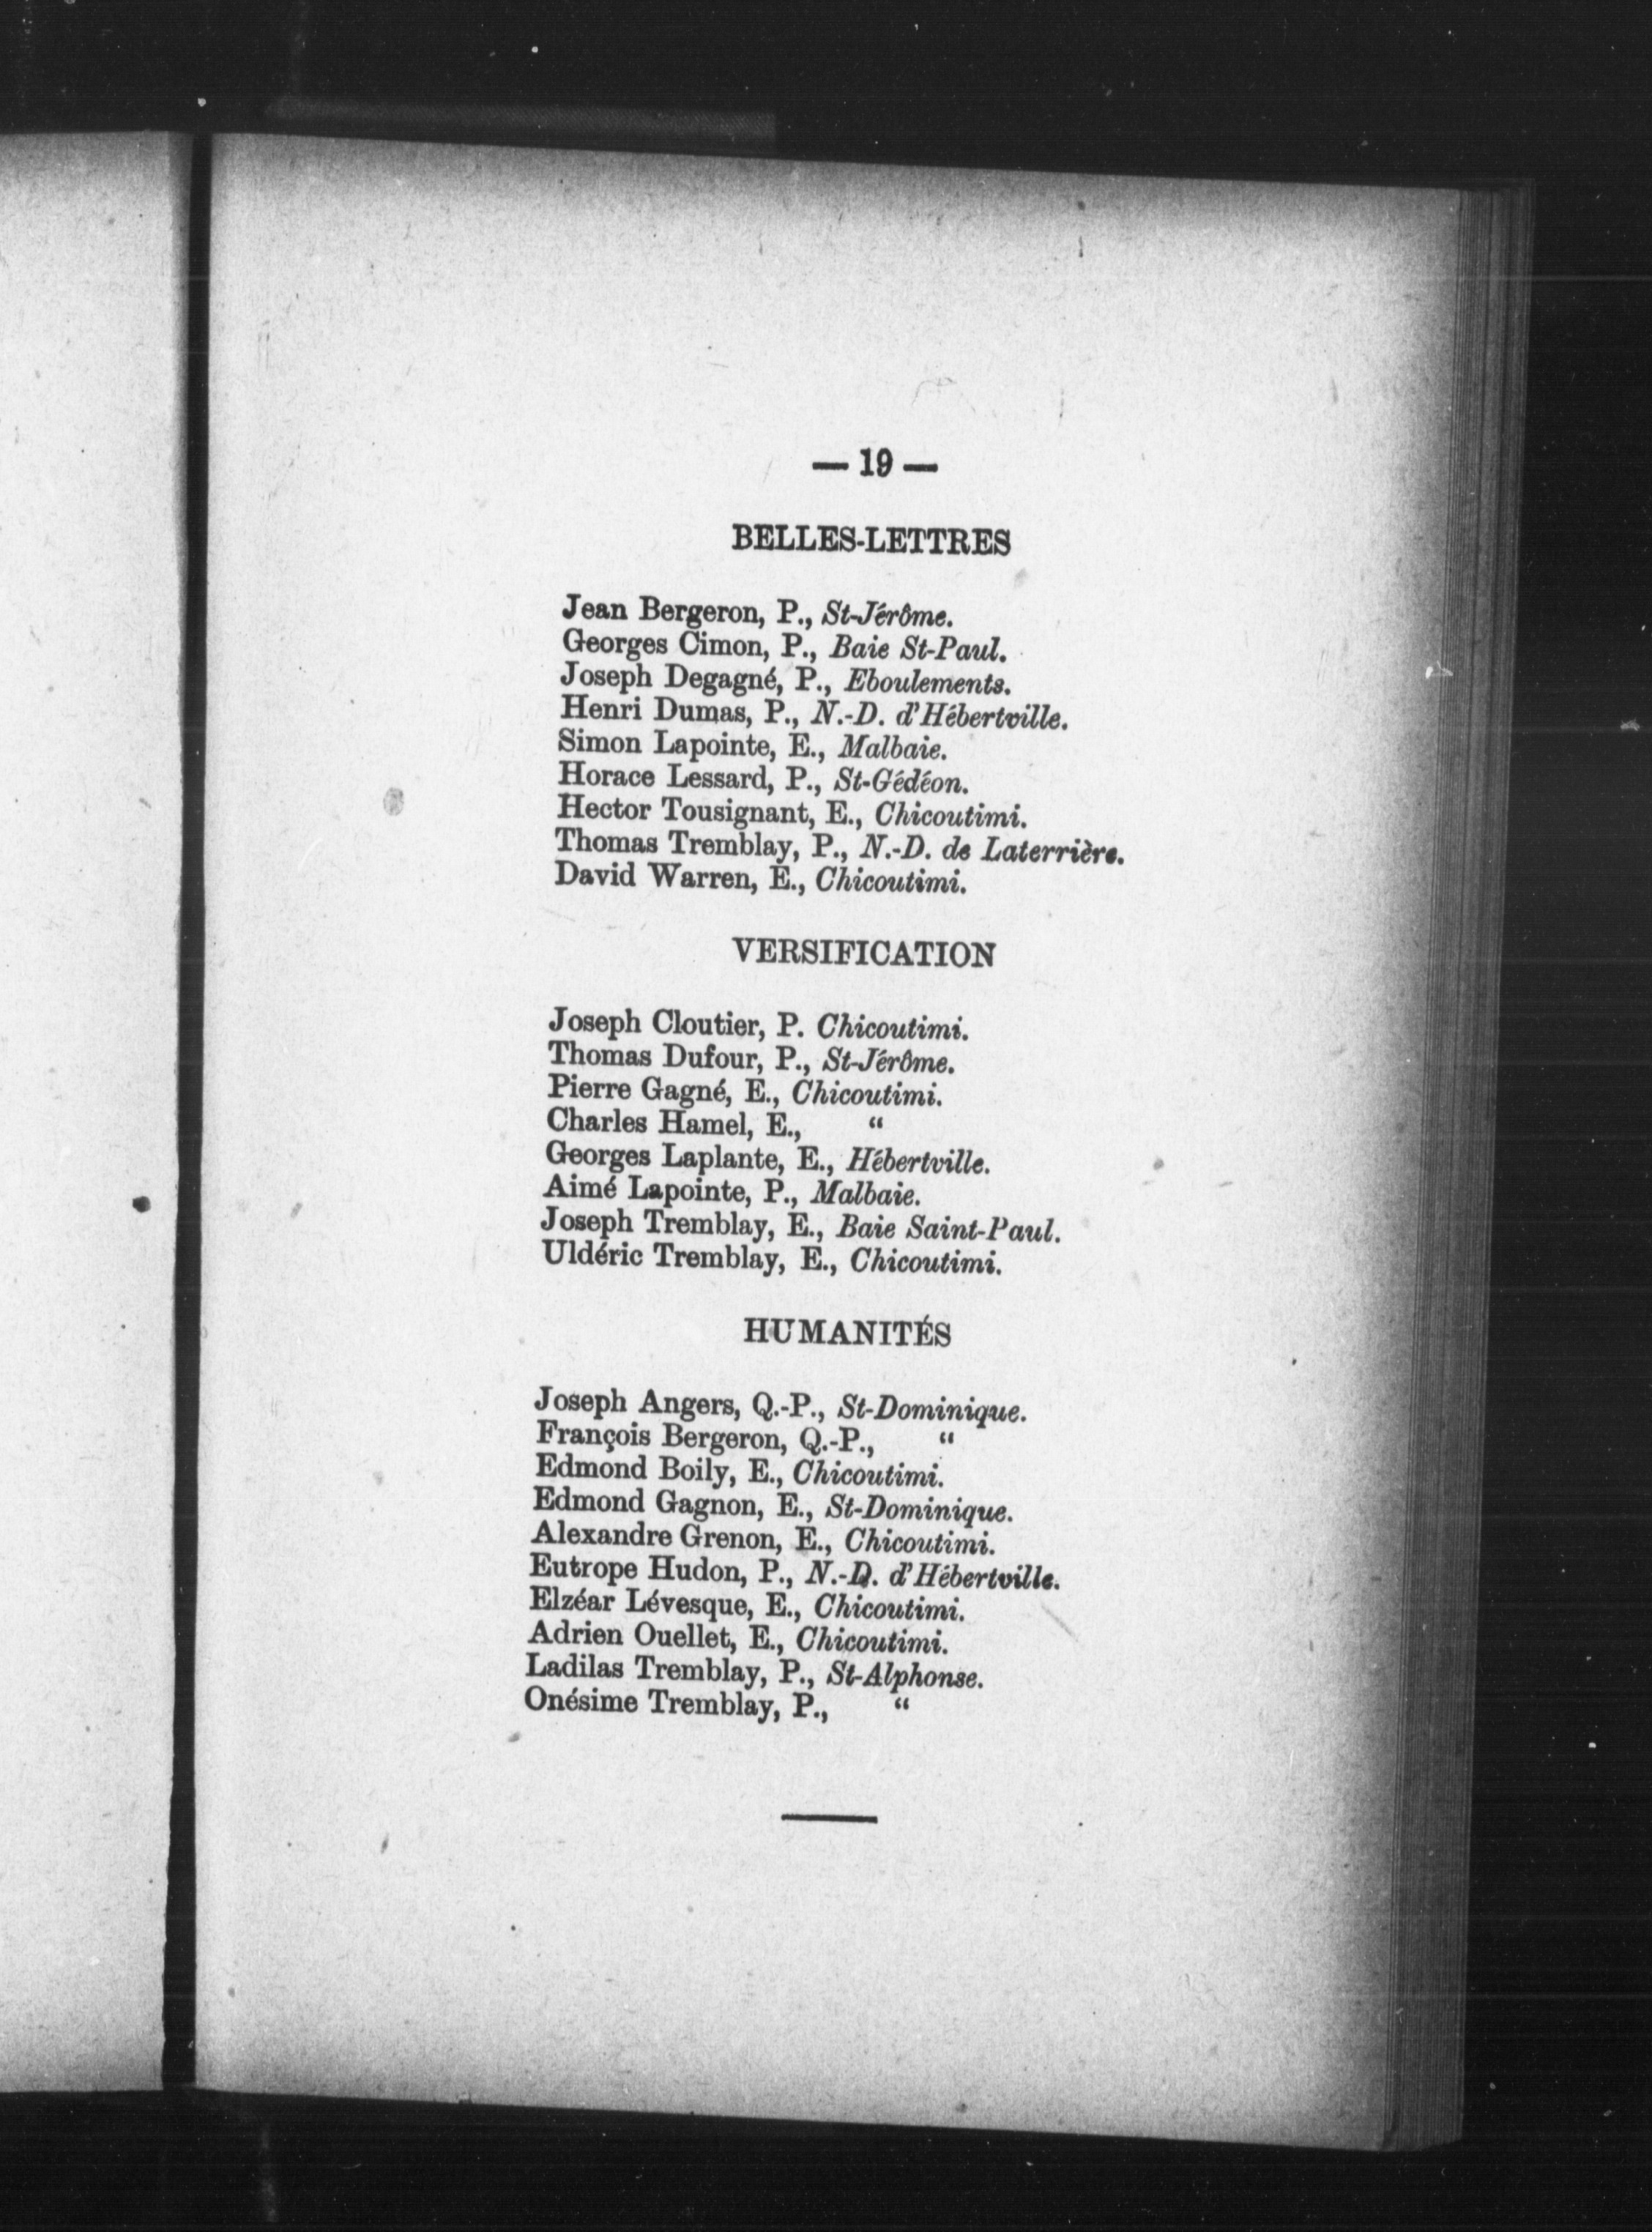 — 19 —
BELLES-LETTRES
Jean Bergeron, P., St-Jérôme.
Georges Cimon, P., Baie St-Paul.
Joseph Degagné, P., Eboulements.
Henri Dumas, P., N.-D. d'Hébertville.
Simon Lapointe, E., Malbaie.
Horace Lessard, P., St-Gédéon.
Hector Tousignant, E., Chicoutimi.
Thomas Tremblay, P., N.-D. de Laterrière.
David Warren, E., Chicoutimi.
VERSIFICATION
Joseph Cloutier, P. Chicoutimi.
Thomas Dufour, P., St-Jérôme.
Pierre Gagné, E., Chicoutimi.
Charles Hamel, E., “
Georges Laplante, E., Hébertville.
Aimé Lapointe, P., Malbaie.
Joseph Tremblay, E., Baie Saint-Paul.
Uldéric Tremblay, E., Chicoutimi.
HUMANITÉS
Joseph Angers, Q.-P., St-Dominique.
François Bergeron, Q.-P., “
Edmond Boily, E., Chicoutimi.
Edmond Gagnon, E., St-Dominique.
Alexandre Grenon, E., Chicoutimi.
Eutrope Hudon, P., N.-D. d'Hébertville.
Elzéar Lévesque, E., Chicoutimi.
Adrien Ouellet, E., Chicoutimi.
Ladilas Tremblay, P., St-Alphonse.
Onésime Tremblay, P., “